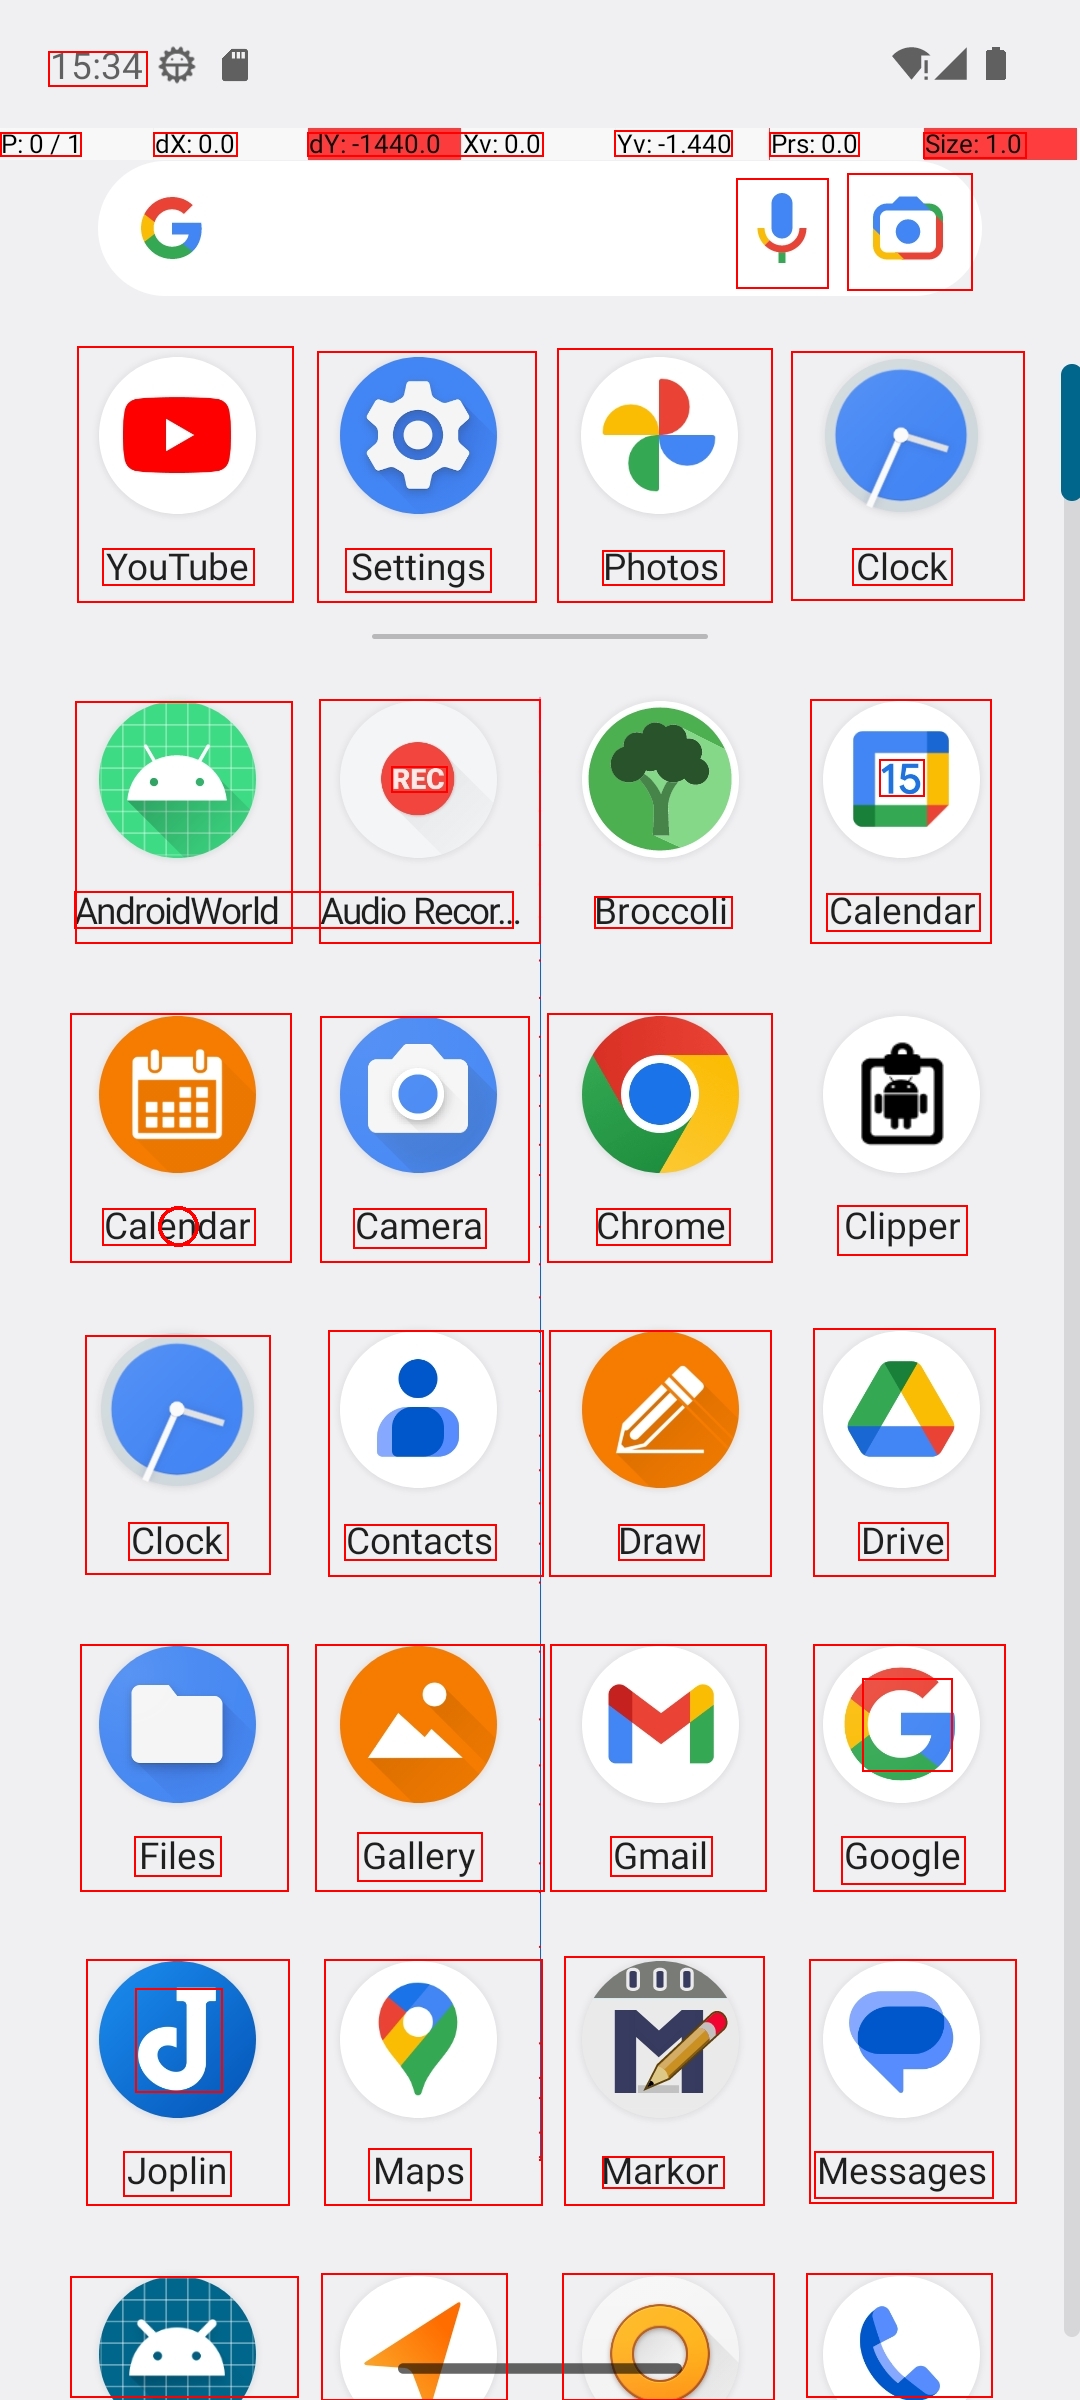 15:34
P: 0 / 1 dX: 0.0 dY: -1440.0 Xv: 0.0 Yv: -1.440 Prs: 0.0 Size: 1.0
YouTube Settings Photos Clock
REC 15
AndroidWorld Audio Recor... Broccoli Calendar
Calendar Camera Chrome Clipper
Clock Contacts Draw Drive
Files Gallery Gmail Google
Joplin Maps Markor Messages